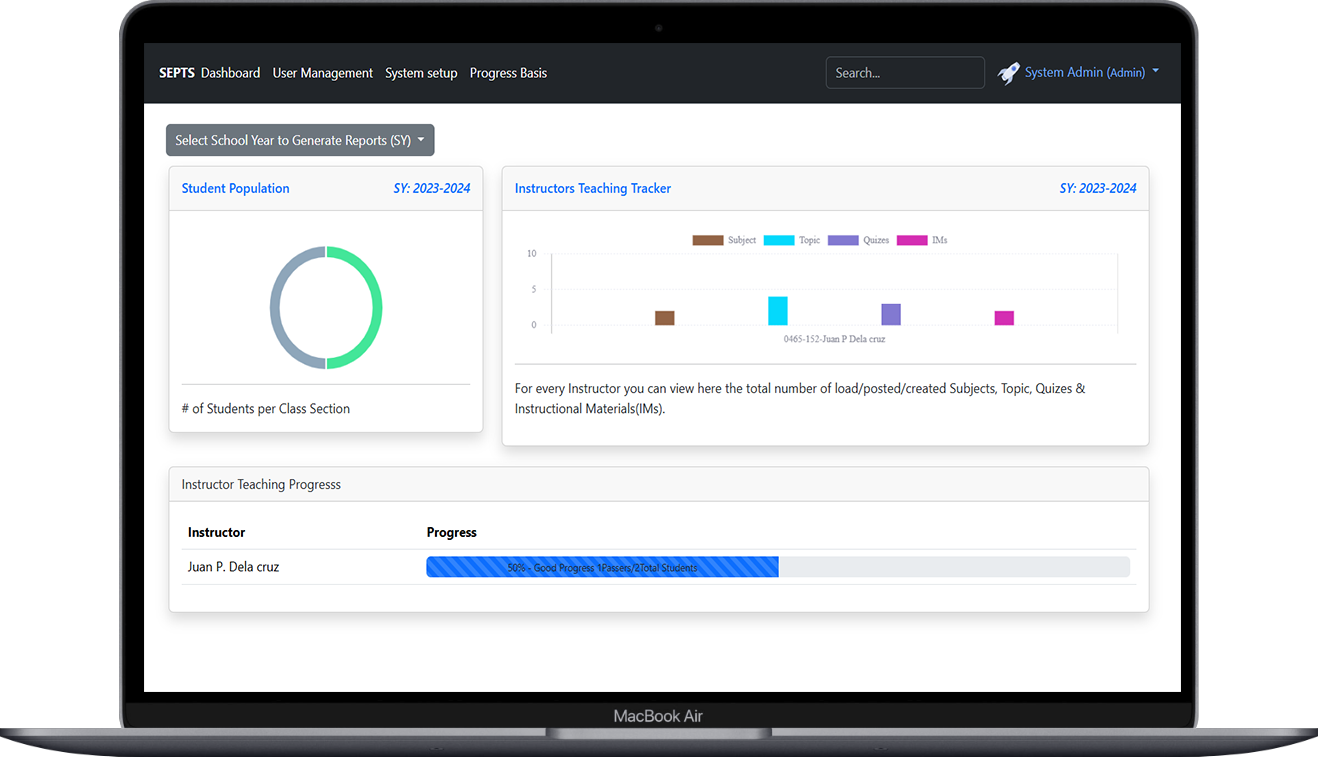 SEPTS Dashboard User Management System setup Progress Basis Search... System Admin (Admin)
Select School Year to Generate Reports (SY)
Student Population SY: 2023-2024
# of Students per Class Section
Instructors Teaching Tracker SY: 2023-2024
Subject Topic Quizes IMs
10
5
0
0465-152-Juan P Dela cruz
For every Instructor you can view here the total number of load/posted/created Subjects, Topic, Quizes &
Instructional Materials(IMs).
Instructor Teaching Progresss
Instructor Progress
Juan P. Dela cruz 50% - Good Progress 1Passers/2Total Students
MacBook Air